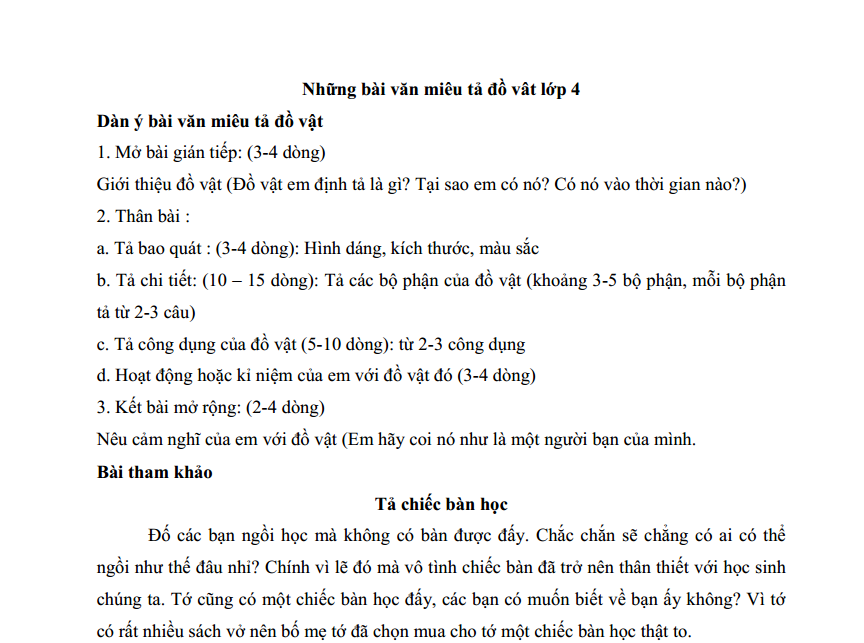 Những bài văn miêu tả đồ vât lớp 4
Dàn ý bài văn miêu tả đồ vật
1. Mở bài gián tiếp: (3-4 dòng)
Giới thiệu đồ vật (Đồ vật em định tả là gì? Tại sao em có nó? Có nó vào thời gian nào?)
2. Thân bài :
a. Tả bao quát : (3-4 dòng): Hình dáng, kích thước, màu sắc
b. Tả chi tiết: (10 – 15 dòng): Tả các bộ phận của đồ vật (khoảng 3-5 bộ phận, mỗi bộ phận
tả từ 2-3 câu)
c. Tả công dụng của đồ vật (5-10 dòng): từ 2-3 công dụng
d. Hoạt động hoặc kỉ niệm của em với đồ vật đó (3-4 dòng)
3. Kết bài mở rộng: (2-4 dòng)
Nêu cảm nghĩ của em với đồ vật (Em hãy coi nó như là một người bạn của mình.
Bài tham khảo
Tả chiếc bàn học
Đố các bạn ngồi học mà không có bàn được đấy. Chắc chắn sẽ chẳng có ai có thể
ngồi như thế đâu nhỉ? Chính vì lẽ đó mà vô tình chiếc bàn đã trở nên thân thiết với học sinh
chúng ta. Tớ cũng có một chiếc bàn học đấy, các bạn có muốn biết về bạn ấy không? Vì tớ
có rất nhiều sách vở nên bố mẹ tớ đã chọn mua cho tớ một chiếc bàn học thật to.